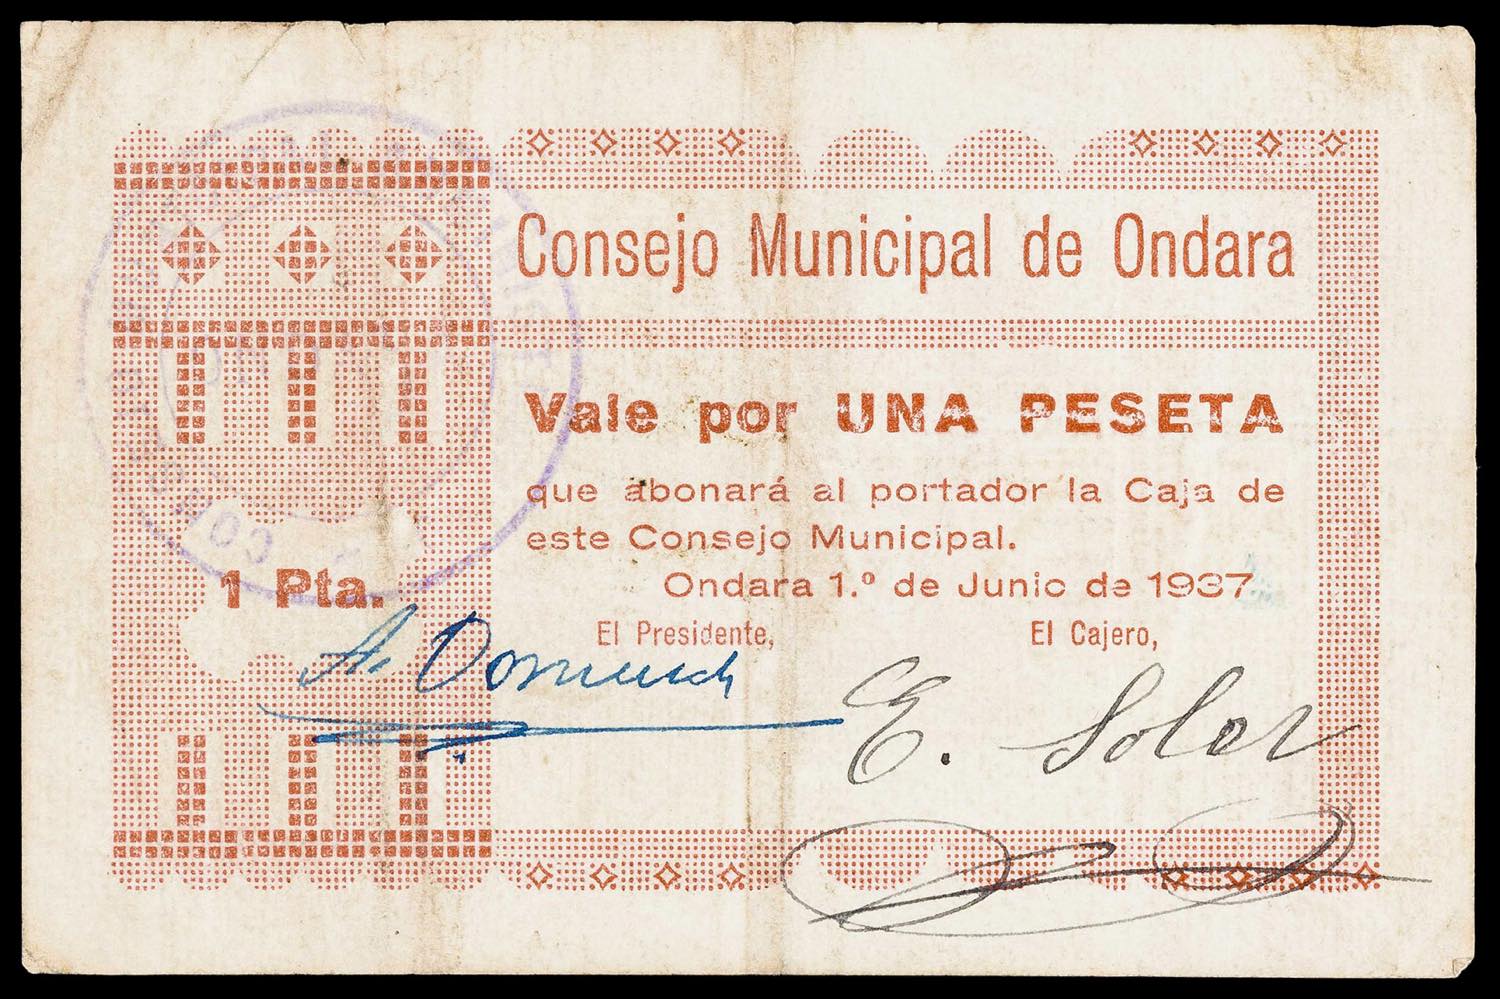 Consejo Municipal de Ondara
Vale por UNA PESETA
que abonará al portador la Caja de
este Consejo Municipal.
Ondara 1.º de Junio de 1937
El Presidente, El Cajero,
1 Pta.
E. Soler